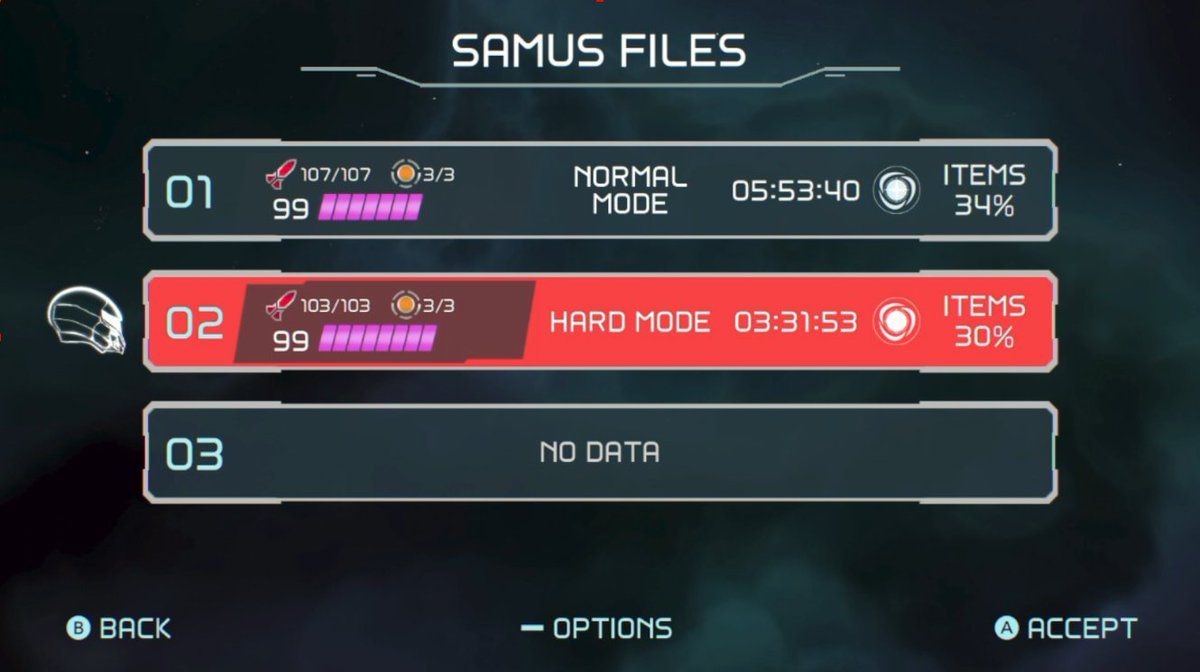 SAMUS FILES
01
107/107 3/3
99
NORMAL
MODE
05:53:40
ITEMS
34%
02
103/103 3/3
99
HARD MODE
03:31:53
ITEMS
30%
03
NO DATA
B BACK
OPTIONS
A ACCEPT